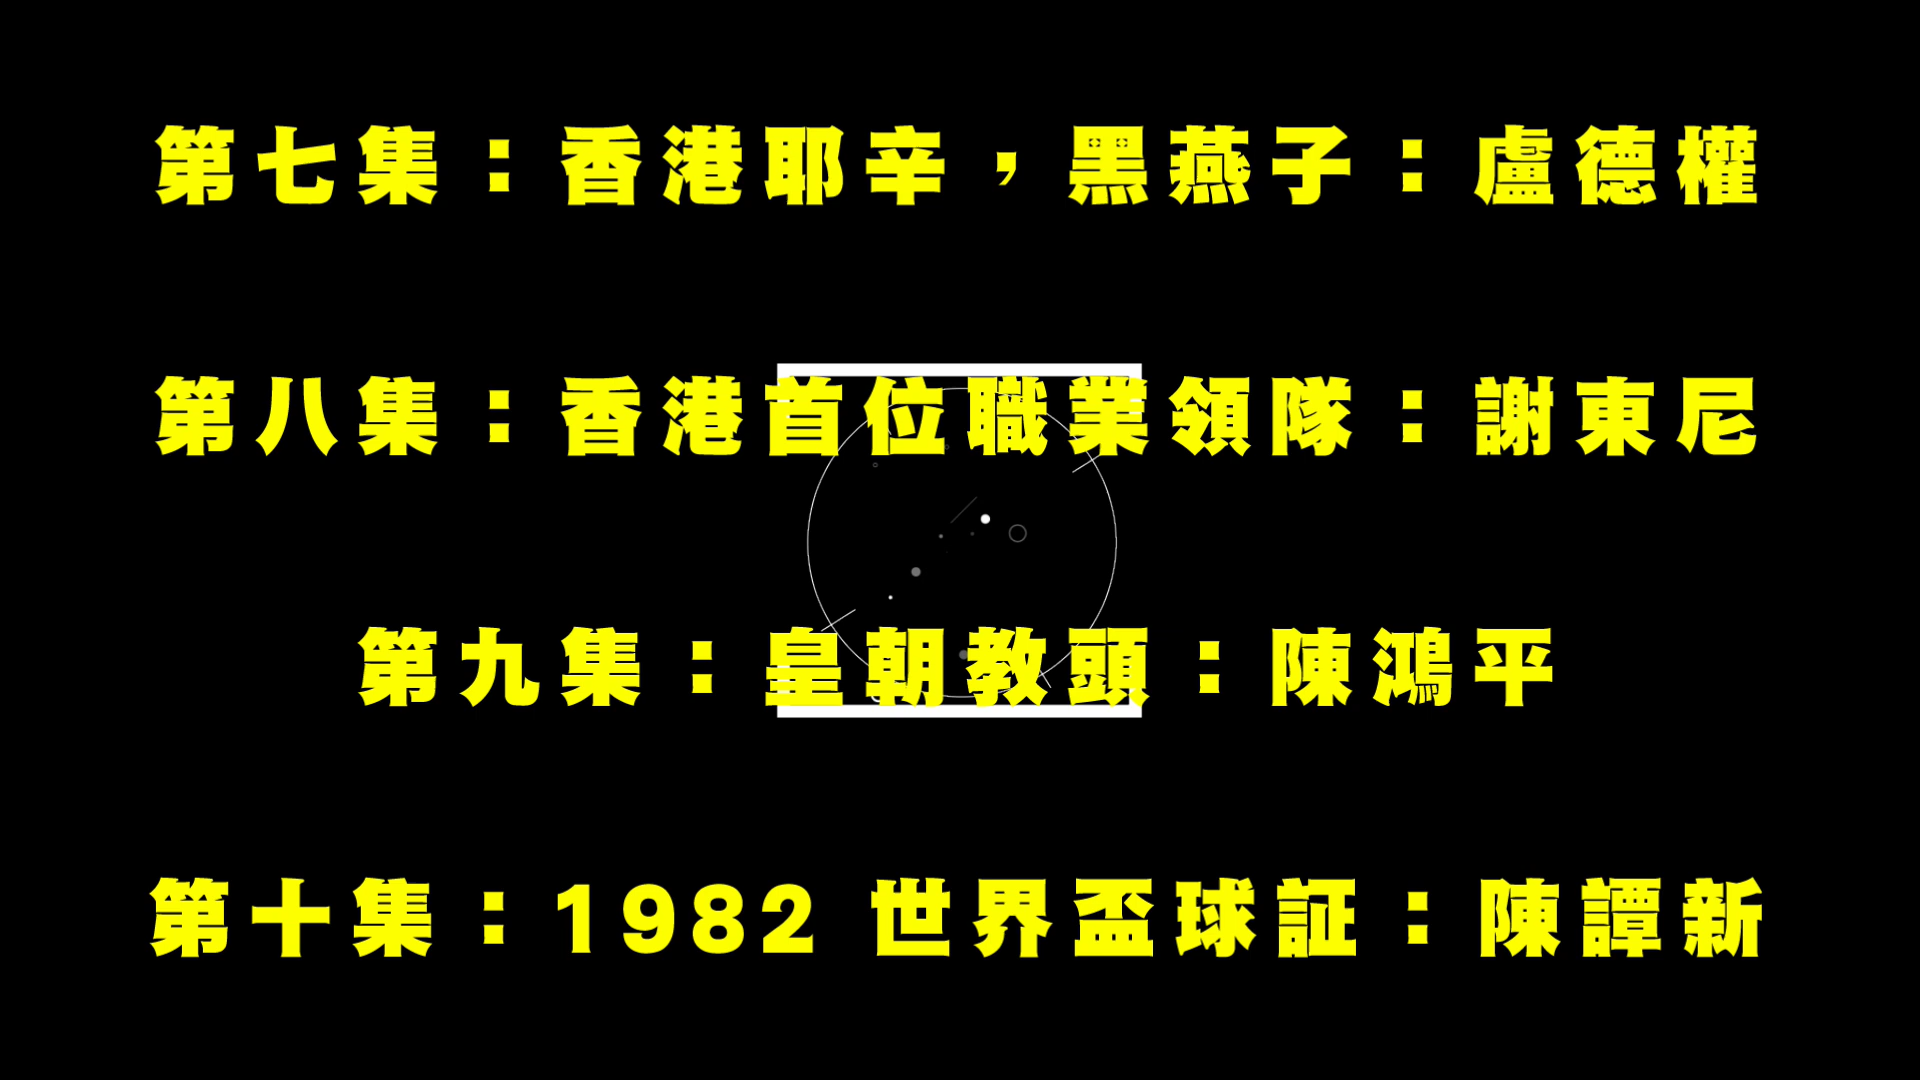 第七集：香港耶辛，黑燕子：盧德權
第八集：香港首位職業領隊：謝東尼
第九集：皇朝教頭：陳鴻平
第十集：1982 世界盃球証：陳譚新